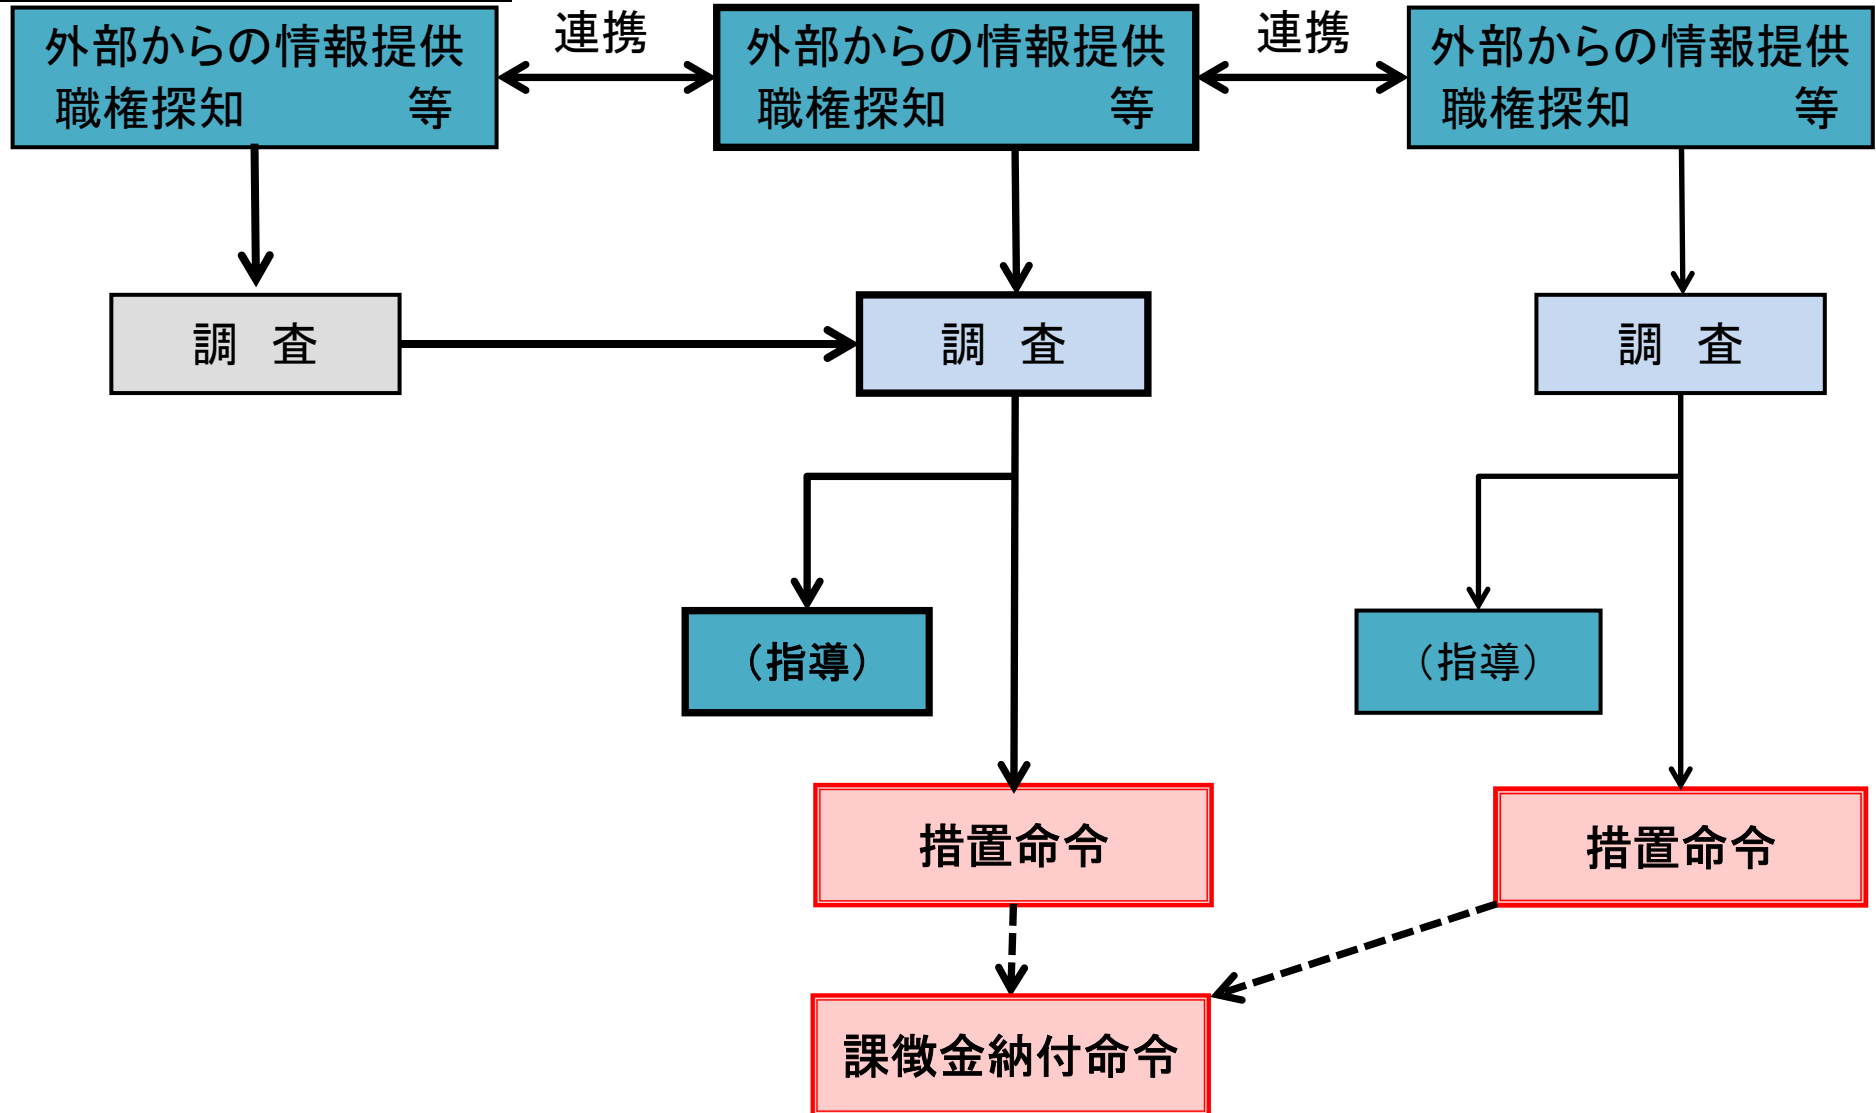 外部からの情報提供
職権探知 等
連携
外部からの情報提供
職権探知 等
連携
外部からの情報提供
職権探知 等
調 査
調 査
調 査
（指導）
（指導）
措置命令
措置命令
課徴金納付命令